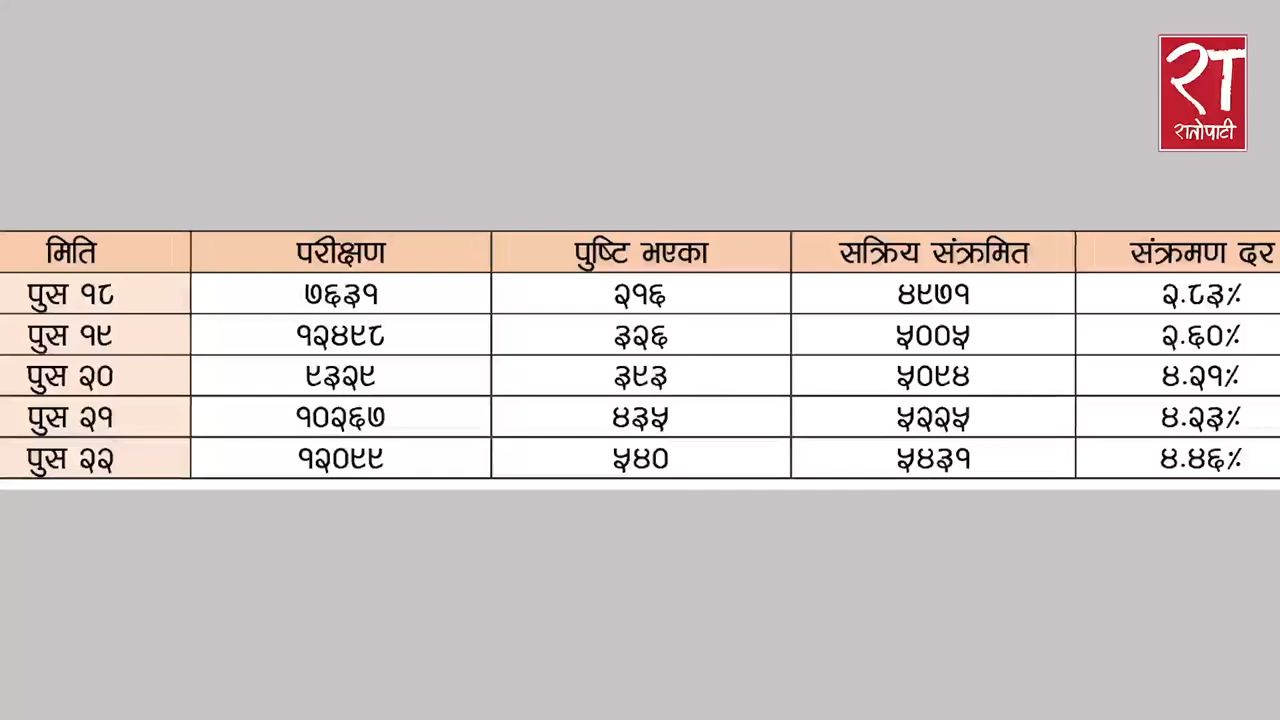 रा
रातोपाटी
मिति परीक्षण पुष्टि भएका सक्रिय संक्रमित संक्रमण दर
पुस १८ ७६३१ २१६ ४९७१ २.८३%
पुस १९ १२४९८ ३२६ ५००५ २.६०%
पुस २० ९३२९ ३९३ ५०९४ ४.२१%
पुस २१ १०२६७ ४३५ ५२२५ ४.२३%
पुस २२ १२०९९ ५४० ५४३१ ४.४६%